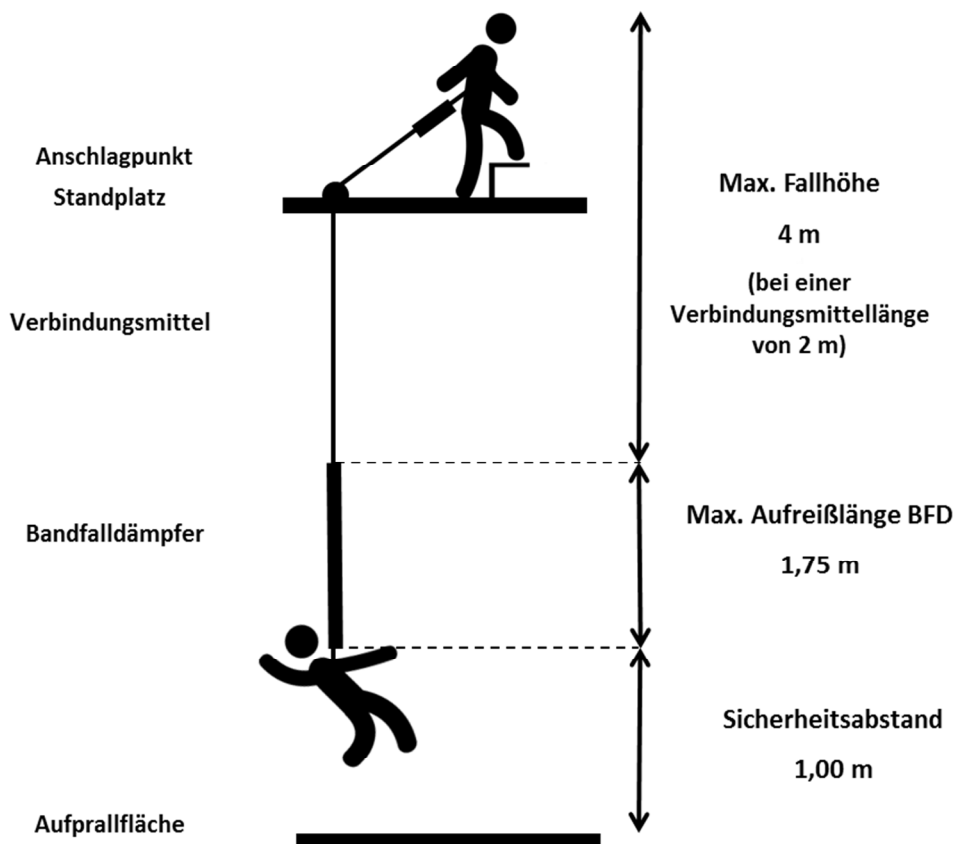 Anschlagpunkt
Standplatz
Max. Fallhöhe
4 m
(bei einer
Verbindungsmittellänge
von 2 m)
Verbindungsmittel
Bandfalldämpfer
Max. Aufreißlänge BFD
1,75 m
Sicherheitsabstand
1,00 m
Aufprallfläche